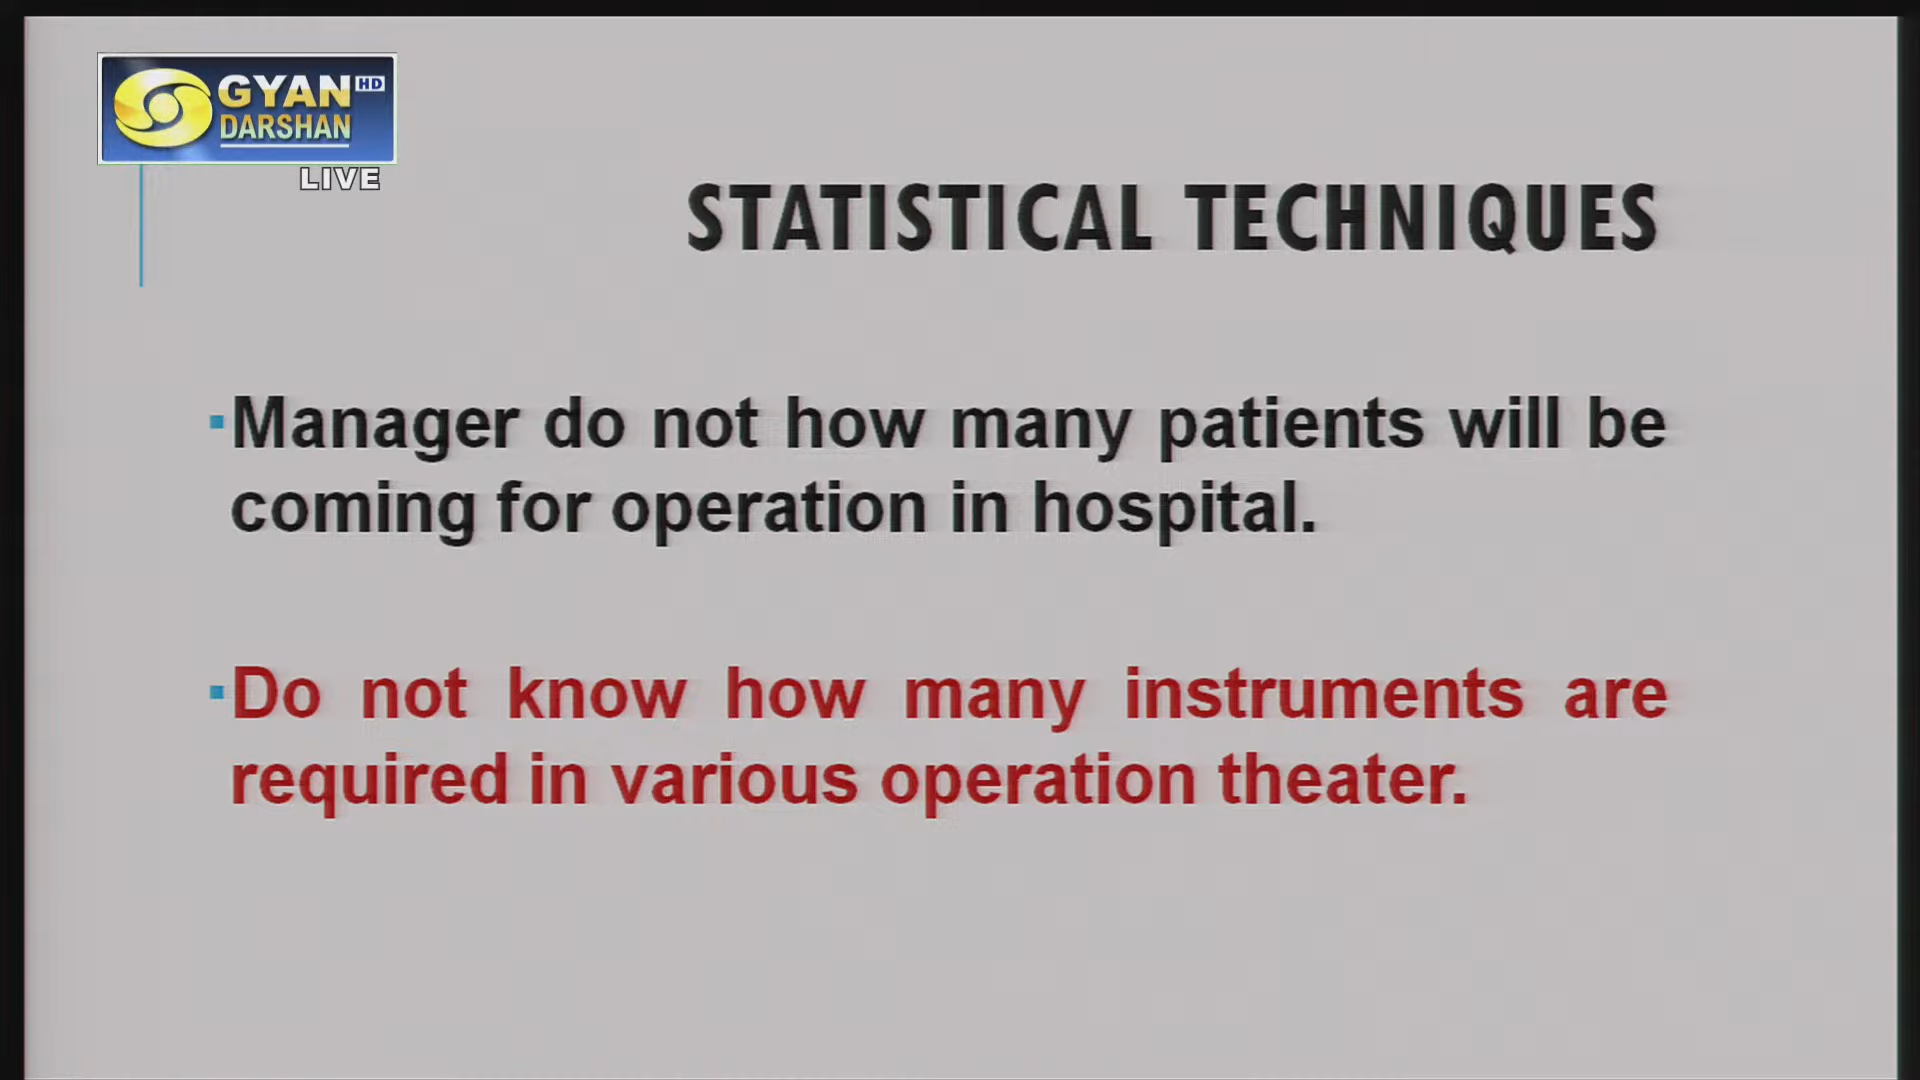 GYAN HD
DARSHAN
LIVE
STATISTICAL TECHNIQUES
▪Manager do not how many patients will be
coming for operation in hospital.
▪Do not know how many instruments are
required in various operation theater.